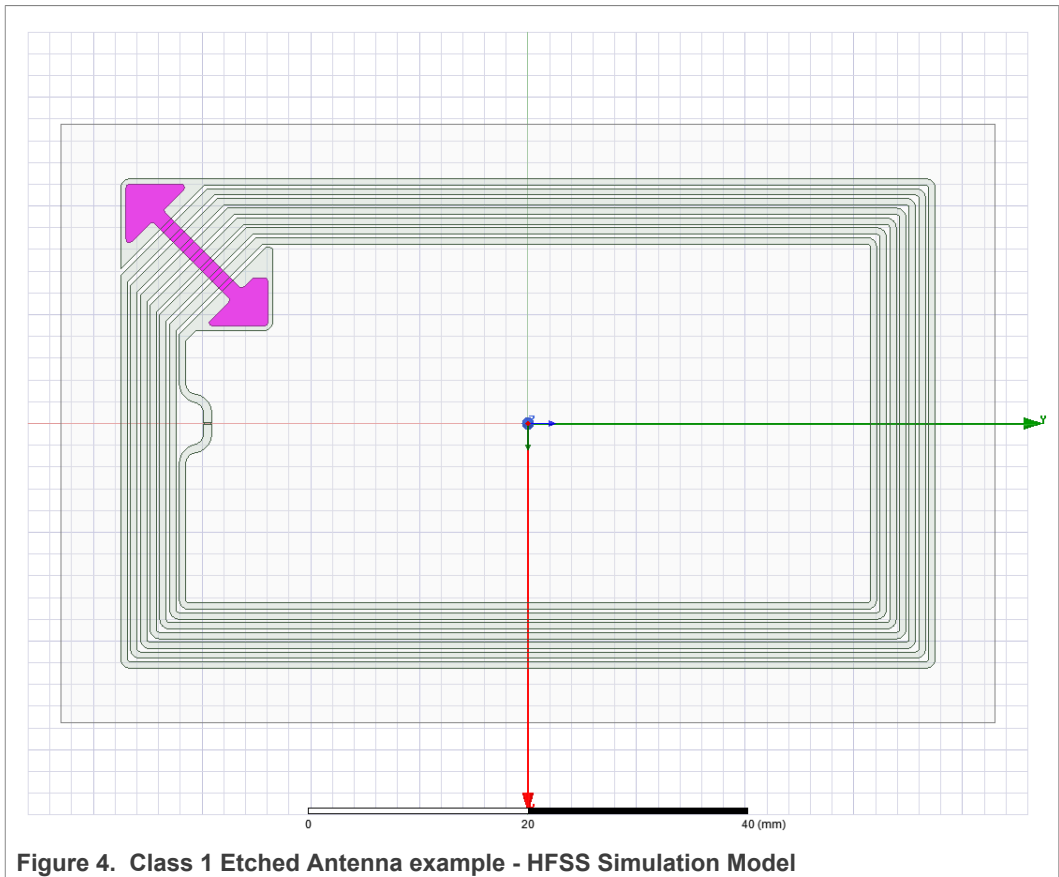 Y
0
20
40 (mm)
Figure 4. Class 1 Etched Antenna example - HFSS Simulation Model